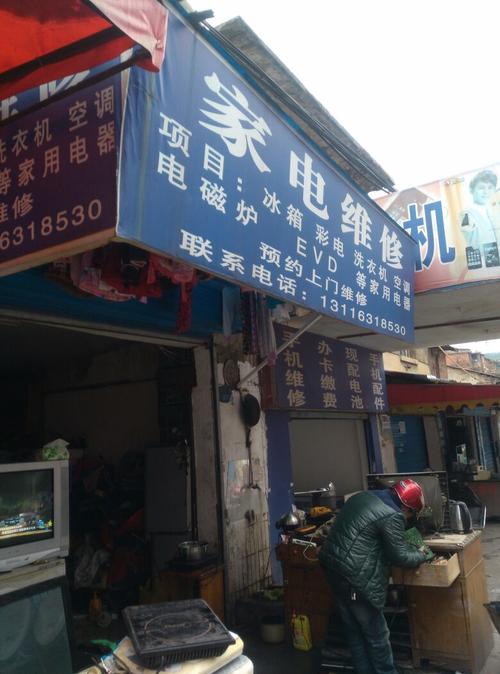 家电维修
项目：冰箱 彩电 洗衣机 空调
电磁炉 EVD 等家用电器
预约上门维修
联系电话：13116318530
洗衣机 空调
等家用电器
维修
116318530
机
手机维修
办卡缴费
现配电池
手机配件